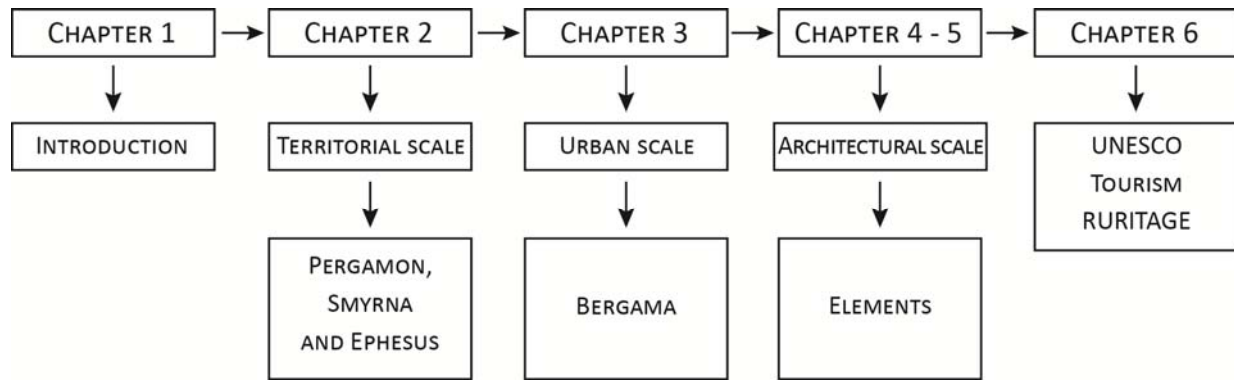 CHAPTER 1
CHAPTER 2
CHAPTER 3
CHAPTER 4 - 5
CHAPTER 6
INTRODUCTION
TERRITORIAL SCALE
URBAN SCALE
ARCHITECTURAL SCALE
UNESCO
TOURISM
RURITAGE
PERGAMON,
SMYRNA
AND EPHESUS
BERGAMA
ELEMENTS